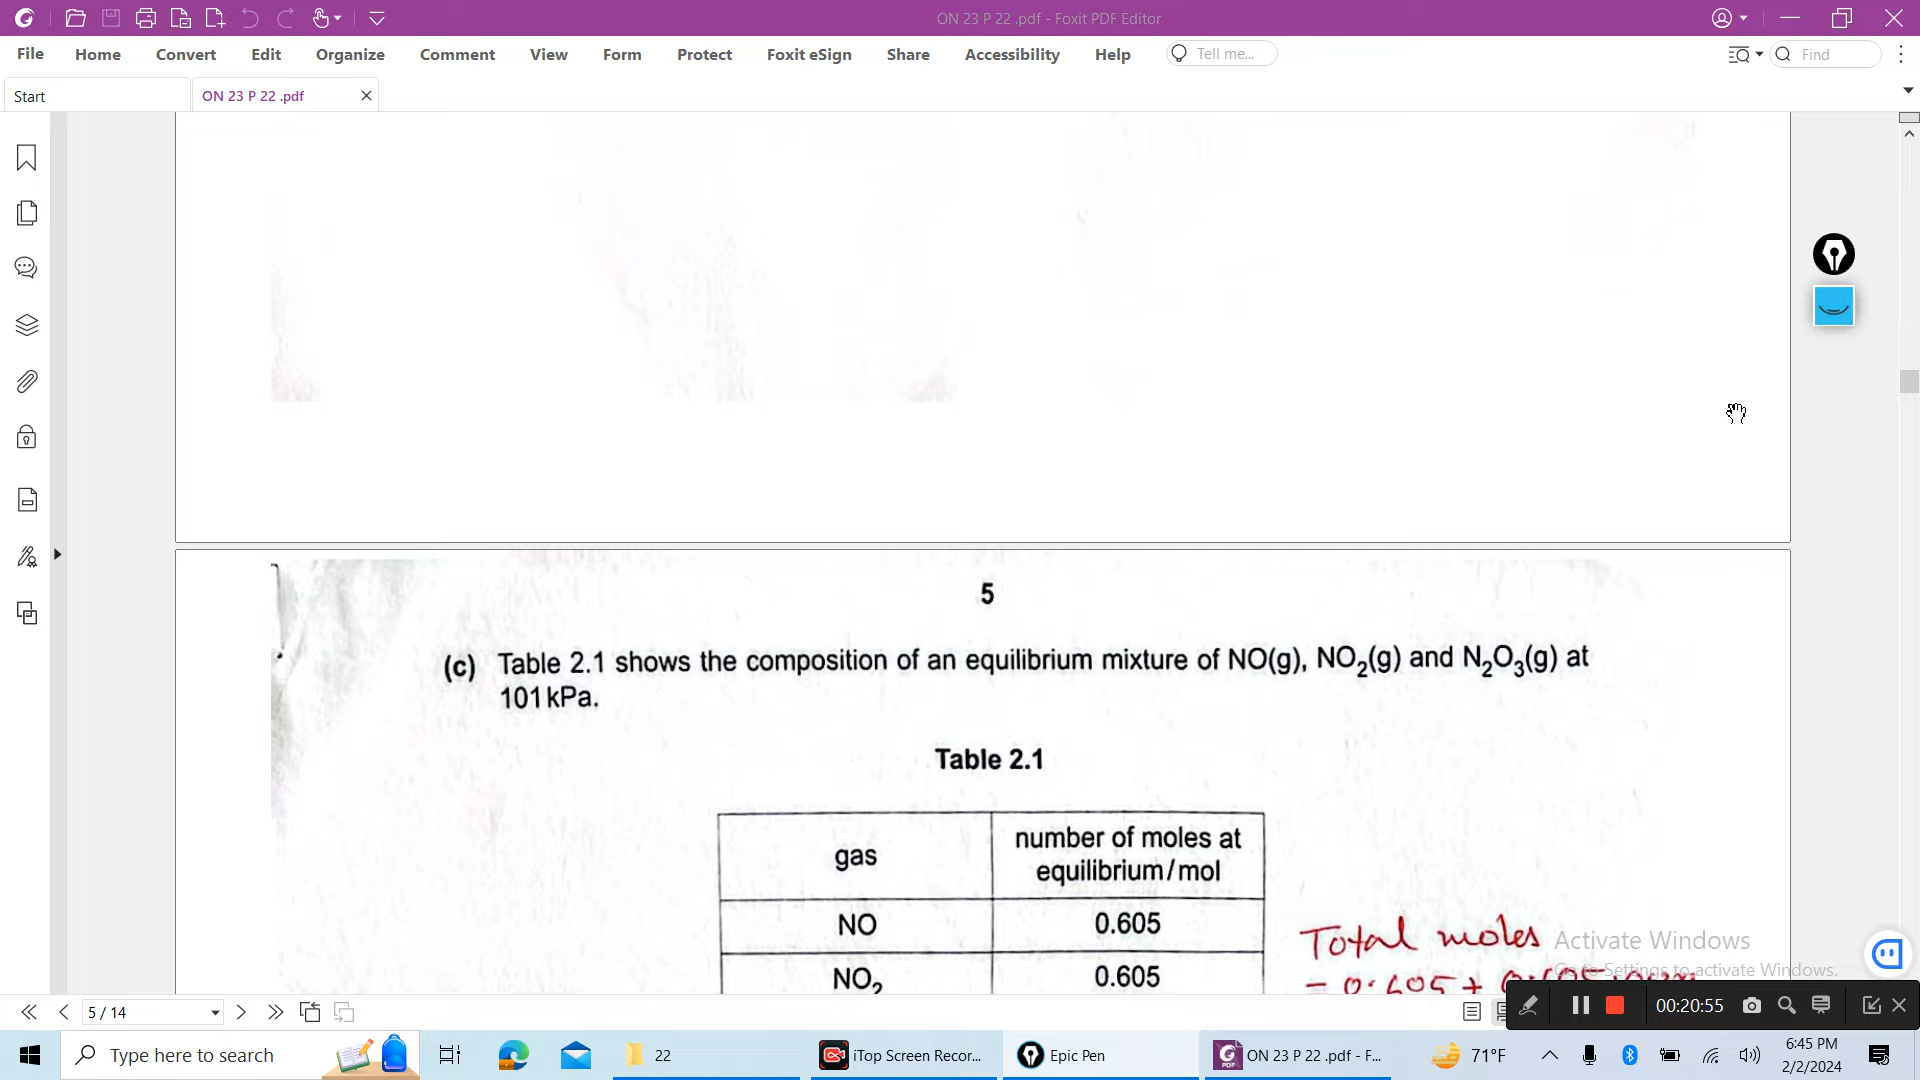 ON 23 P 22 .pdf - Foxit PDF Editor
File Home Convert Edit Organize Comment View Form Protect Foxit eSign Share Accessibility Help Tell me... Find
Start ON 23 P 22 .pdf
5
(c) Table 2.1 shows the composition of an equilibrium mixture of NO(g), NO₂(g) and N₂O₃(g) at
101 kPa.
Table 2.1
gas number of moles at
equilibrium/mol
NO 0.605
NO₂ 0.605
Total moles
= 0.605 +
Activate Windows
Go to Settings to activate Windows.
5 / 14
00:20:55
Type here to search 22 iTop Screen Recor... Epic Pen ON 23 P 22 .pdf - F... 71°F
6:45 PM
2/2/2024